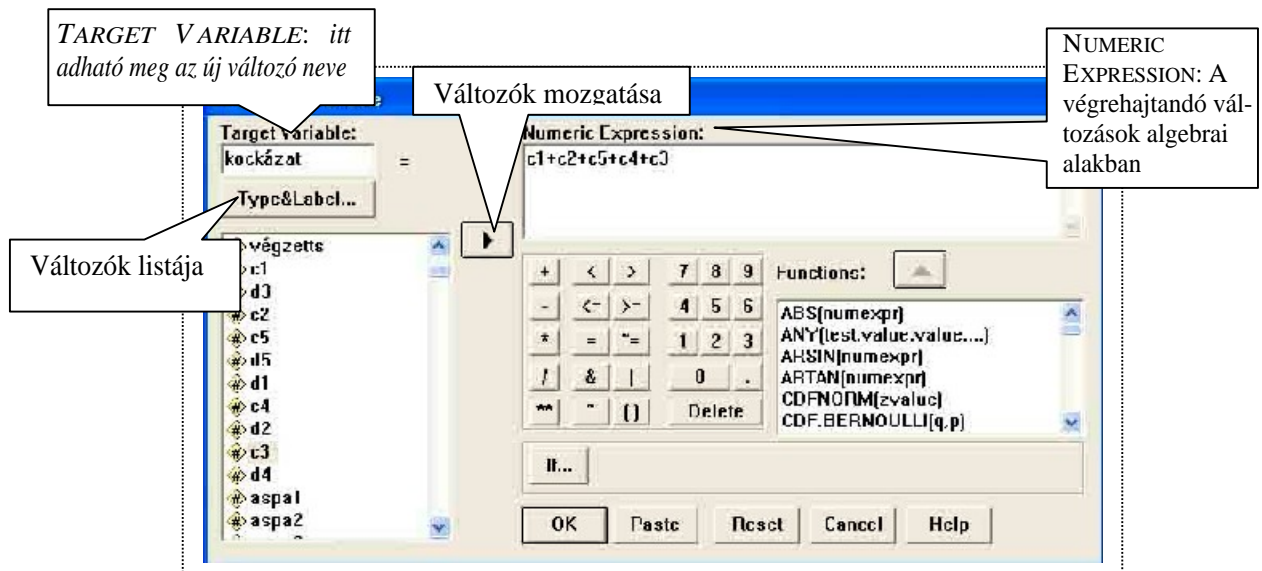 TARGET VARIABLE: itt
adható meg az új változó neve
Változók mozgatása
NUMERIC
EXPRESSION: A
végrehajtandó vál-
tozások algebrai
alakban
Target Variable:
kockázat
=
Type&Label...
Numeric Expression:
c1+c2+c5+c4+c3
Változók listája
végzetts
c1
d3
c2
c5
d5
d1
c4
d2
c3
d4
aspa1
aspa2
+ < > 7 8 9
- <= >= 4 5 6
* = ~= 1 2 3
/ & | 0 .
** ~ () Delete
Functions:
ABS(numexpr)
ANY(test,value,value,...)
ARSIN(numexpr)
ARTAN(numexpr)
CDFNORM(zvalue)
CDF.BERNOULLI(q,p)
If...
OK Paste Reset Cancel Help